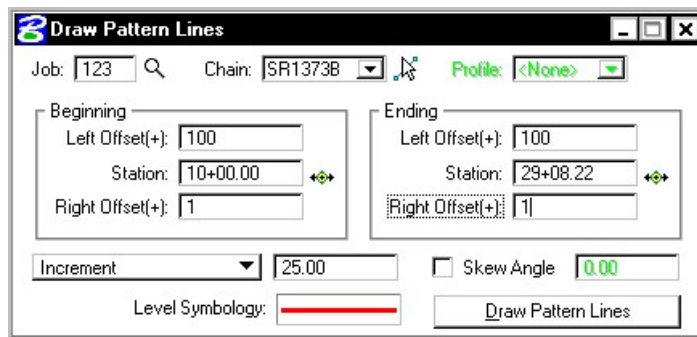 Draw Pattern Lines
Job: 123 Chain: SR1373B Profile: <None>
Beginning Ending
Left Offset(+): 100 Left Offset(+): 100
Station: 10+00.00 Station: 29+08.22
Right Offset(+): 1 Right Offset(+): 1
Increment 25.00 Skew Angle 0.00
Level Symbology: Draw Pattern Lines